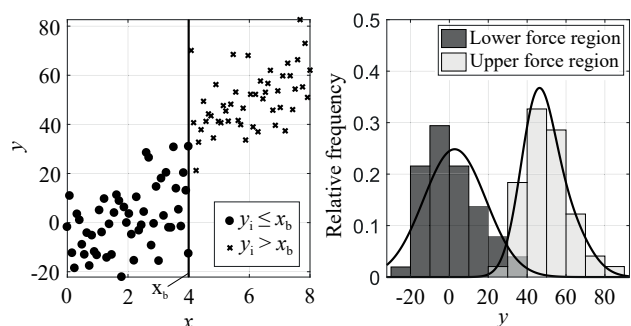 80
60
40
20
0
-20
y
0
2
4
6
8
x_b
x
y_i ≤ x_b
y_i > x_b
0.5
0.4
0.3
0.2
0.1
0
Relative frequency
Lower force region
Upper force region
-20
0
20
40
60
80
y